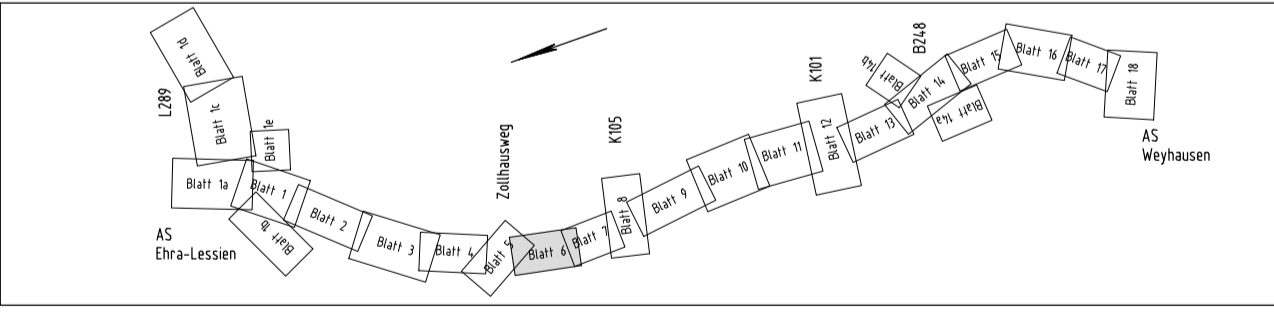 Blatt 1d
L289
Blatt 1c
Blatt 1e
Blatt 1a
Blatt 1
Blatt 1b
AS
Ehra-Lessien
Blatt 2
Blatt 3
Blatt 4
Zollhausweg
Blatt 5
Blatt 6
Blatt 7
K105
Blatt 8
Blatt 9
Blatt 10
Blatt 11
K101
Blatt 12
Blatt 13
Blatt 14b
B248
Blatt 14
Blatt 14a
Blatt 15
Blatt 16
Blatt 17
Blatt 18
AS
Weyhausen